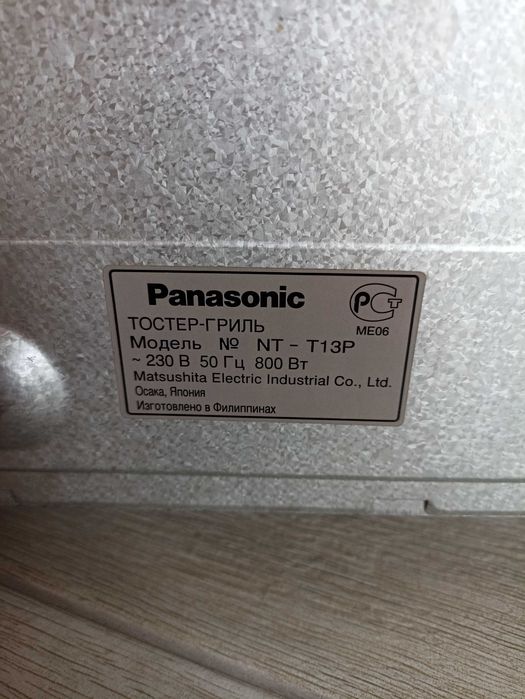 Panasonic
РСТ
ME06
ТОСТЕР-ГРИЛЬ
Модель № NT - T13P
~ 230 В 50 Гц 800 Вт
Matsushita Electric Industrial Co., Ltd.
Осака, Япония
Изготовлено в Филиппинах